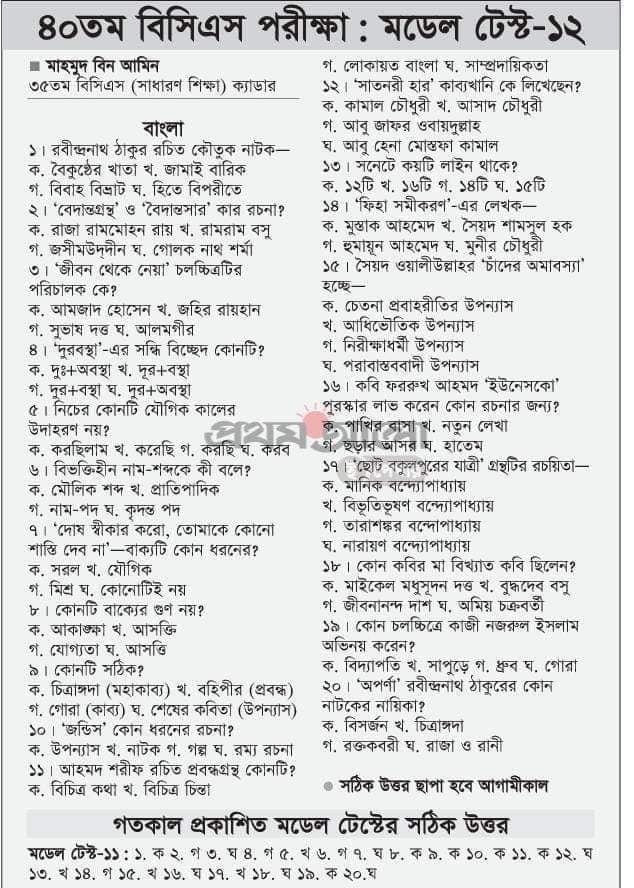 ৪০তম বিসিএস পরীক্ষা : মডেল টেস্ট-১২
■ মাহমুদ বিন আমিন
৩৫তম বিসিএস (সাধারণ শিক্ষা) ক্যাডার
বাংলা
১। রবীন্দ্রনাথ ঠাকুর রচিত কৌতুক নাটক—
ক. বৈকুণ্ঠের খাতা খ. জামাই বারিক
গ. বিবাহ বিভ্রাট ঘ. হিতে বিপরীতে
২। ‘বেদান্তগ্রন্থ’ ও ‘বৈদান্তসার’ কার রচনা?
ক. রাজা রামমোহন রায় খ. রামরাম বসু
গ. জসীমউদ্‌দীন ঘ. গোলক নাথ শর্মা
৩। ‘জীবন থেকে নেয়া’ চলচ্চিত্রটির
পরিচালক কে?
ক. আমজাদ হোসেন খ. জহির রায়হান
গ. সুভাষ দত্ত ঘ. আলমগীর
৪। ‘দুরবস্থা’-এর সন্ধি বিচ্ছেদ কোনটি?
ক. দুঃ+অবস্থা খ. দূর+বস্থা
গ. দুর+বস্থা ঘ. দুর+অবস্থা
৫। নিচের কোনটি যৌগিক কালের
উদাহরণ নয়?
ক. করছিলাম খ. করেছি গ. করছি ঘ. করব
৬। বিভক্তিহীন নাম-শব্দকে কী বলে?
ক. মৌলিক শব্দ খ. প্রাতিপাদিক
গ. নাম-পদ ঘ. কৃদন্ত পদ
৭। ‘দোষ স্বীকার করো, তোমাকে কোনো
শাস্তি দেব না’—বাক্যটি কোন ধরনের?
ক. সরল খ. যৌগিক
গ. মিশ্র ঘ. কোনোটিই নয়
৮। কোনটি বাক্যের গুণ নয়?
ক. আকাঙ্ক্ষা খ. আসক্তি
গ. যোগ্যতা ঘ. আসত্তি
৯। কোনটি সঠিক?
ক. চিত্রাঙ্গদা (মহাকাব্য) খ. বহিপীর (প্রবন্ধ)
গ. গোরা (কাব্য) ঘ. শেষের কবিতা (উপন্যাস)
১০। ‘জন্ডিস’ কোন ধরনের রচনা?
ক. উপন্যাস খ. নাটক গ. গল্প ঘ. রম্য রচনা
১১। আহমদ শরীফ রচিত প্রবন্ধগ্রন্থ কোনটি?
ক. বিচিত্র কথা খ. বিচিত্র চিন্তা
গ. লোকায়ত বাংলা ঘ. সাম্প্রদায়িকতা
১২। ‘সাতনরী হার’ কাব্যখানি কে লিখেছেন?
ক. কামাল চৌধুরী খ. আসাদ চৌধুরী
গ. আবু জাফর ওবায়দুল্লাহ
ঘ. আবু হেনা মোস্তফা কামাল
১৩। সনেটে কয়টি লাইন থাকে?
ক. ১২টি খ. ১৬টি গ. ১৪টি ঘ. ১৫টি
১৪। ‘ফিহা সমীকরণ’-এর লেখক—
ক. মুস্তাক আহমেদ খ. সৈয়দ শামসুল হক
গ. হুমায়ূন আহমেদ ঘ. মুনীর চৌধুরী
১৫। সৈয়দ ওয়ালীউল্লাহর ‘চাঁদের অমাবস্যা’
হচ্ছে—
ক. চেতনা প্রবাহরীতির উপন্যাস
খ. আধিভৌতিক উপন্যাস
গ. নিরীক্ষাধর্মী উপন্যাস
ঘ. পরাবাস্তববাদী উপন্যাস
১৬। কবি ফররুখ আহমদ ‘ইউনেসকো’
পুরস্কার লাভ করেন কোন রচনার জন্য?
ক. পাখির বাসা খ. নতুন লেখা
গ. ছড়ার আসর ঘ. হাতেম
১৭। ‘ছোট বকুলপুরের যাত্রী’ গ্রন্থটির রচয়িতা—
ক. মানিক বন্দ্যোপাধ্যায়
খ. বিভূতিভূষণ বন্দ্যোপাধ্যায়
গ. তারাশঙ্কর বন্দোপাধ্যায়
ঘ. নারায়ণ বন্দ্যোপাধ্যায়
১৮। কোন কবির মা বিখ্যাত কবি ছিলেন?
ক. মাইকেল মধুসূদন দত্ত খ. বুদ্ধদেব বসু
গ. জীবনানন্দ দাশ ঘ. অমিয় চক্রবর্তী
১৯। কোন চলচ্চিত্রে কাজী নজরুল ইসলাম
অভিনয় করেন?
ক. বিদ্যাপতি খ. সাপুড়ে গ. ধ্রুব ঘ. গোরা
২০। ‘অপর্ণা’ রবীন্দ্রনাথ ঠাকুরের কোন
নাটকের নায়িকা?
ক. বিসর্জন খ. চিত্রাঙ্গদা
গ. রক্তকবরী ঘ. রাজা ও রানী
● সঠিক উত্তর ছাপা হবে আগামীকাল
প্রথম আলো
গতকাল প্রকাশিত মডেল টেস্টের সঠিক উত্তর
মডেল টেস্ট-১১ : ১. ক ২. গ ৩. ঘ ৪. গ ৫. খ ৬. গ ৭. ঘ ৮. ক ৯. ক ১০. ক ১১. ক ১২. ঘ
১৩. খ ১৪. গ ১৫. খ ১৬. ঘ ১৭. খ ১৮. ঘ ১৯. ক ২০.ঘ